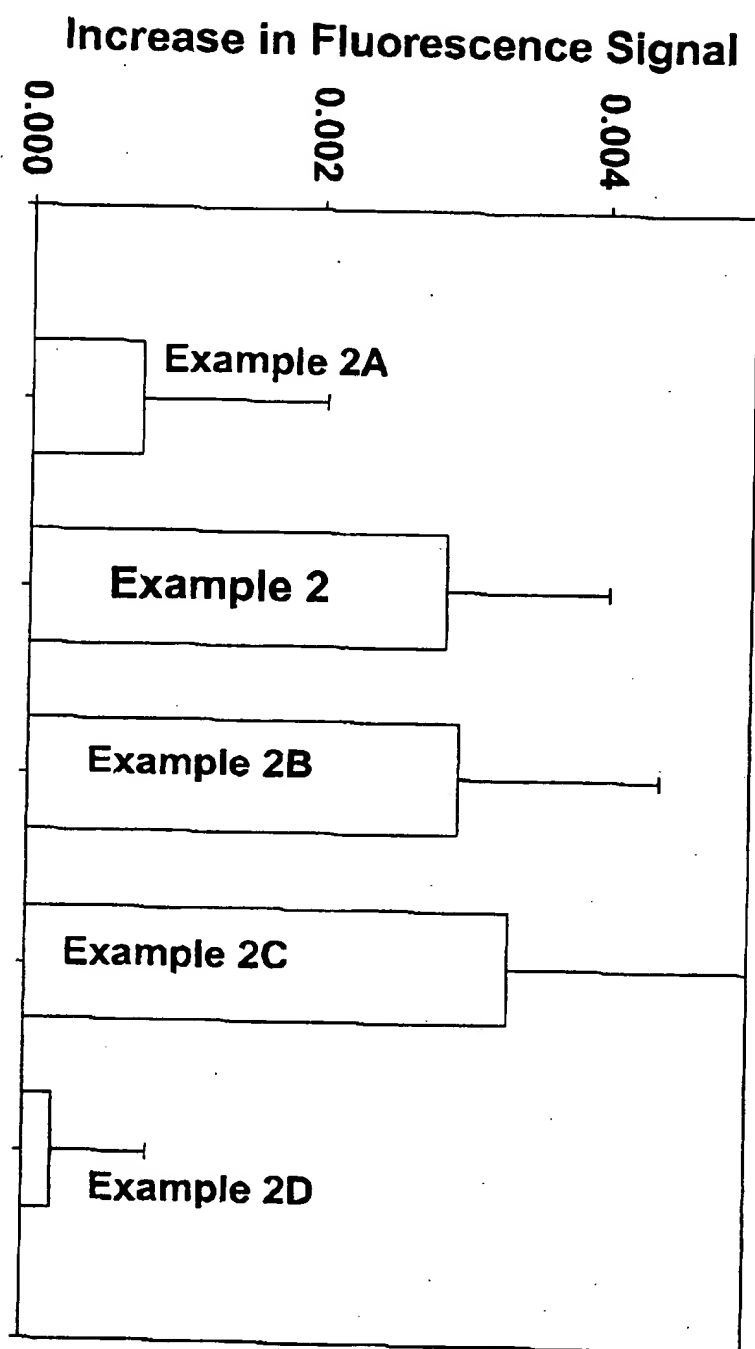 Increase in Fluorescence Signal
0.000
0.002
0.004
Example 2A
Example 2
Example 2B
Example 2C
Example 2D